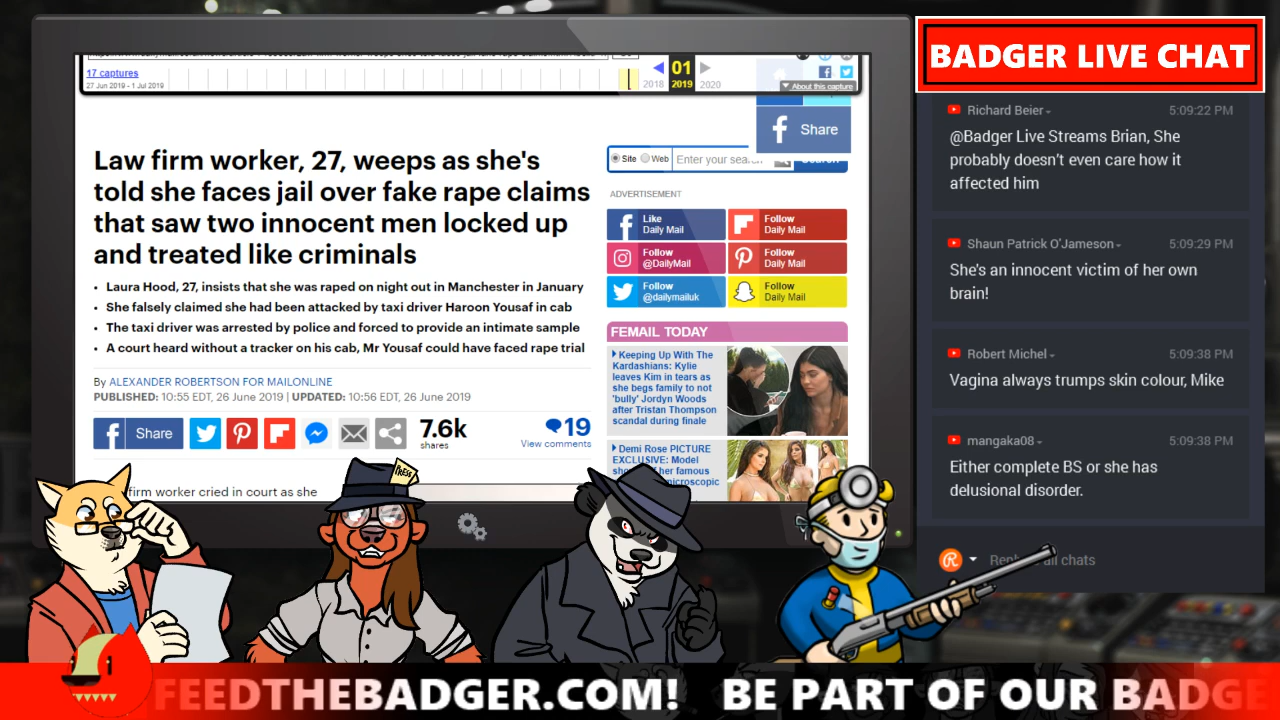 BADGER LIVE CHAT
17 captures
27 Jun 2019 - 1 Jul 2019
2018
01
2019
2020
About this capture
Share
Law firm worker, 27, weeps as she's
told she faces jail over fake rape claims
that saw two innocent men locked up
and treated like criminals
• Laura Hood, 27, insists that she was raped on night out in Manchester in January
• She falsely claimed she had been attacked by taxi driver Haroon Yousaf in cab
• The taxi driver was arrested by police and forced to provide an intimate sample
• A court heard without a tracker on his cab, Mr Yousaf could have faced rape trial
By ALEXANDER ROBERTSON FOR MAILONLINE
PUBLISHED: 10:55 EDT, 26 June 2019 | UPDATED: 10:56 EDT, 26 June 2019
Share
7.6k
shares
19
View comments
firm worker cried in court as she
Site Web Enter your
ADVERTISEMENT
Like
Daily Mail
Follow
Daily Mail
Follow
@DailyMail
Follow
Daily Mail
Follow
@dailymailuk
Follow
Daily Mail
FEMAIL TODAY
Keeping Up With The
Kardashians: Kylie
leaves Kim in tears as
she begs family to not
'bully' Jordyn Woods
after Tristan Thompson
scandal during finale
Demi Rose PICTURE
EXCLUSIVE: Model
her famous
microscopic
PRESS
Richard Beier 5:09:22 PM
@Badger Live Streams Brian, She
probably doesn't even care how it
affected him
Shaun Patrick O'Jameson 5:09:29 PM
She's an innocent victim of her own
brain!
Robert Michel 5:09:38 PM
Vagina always trumps skin colour, Mike
mangaka08 5:09:38 PM
Either complete BS or she has
delusional disorder.
all chats
FEEDTHEBADGER.COM! BE PART OF OUR BADGE